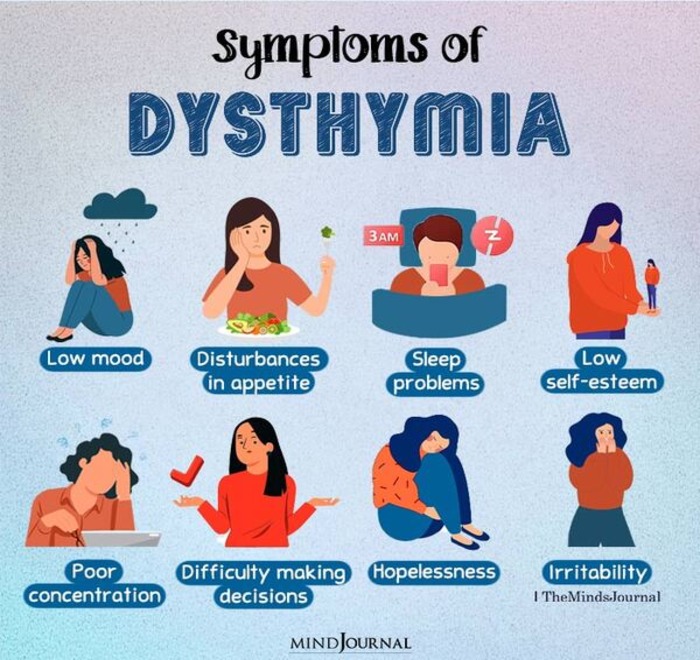 Symptoms of
DYSTHYMIA
3AM
Z
Low mood
Disturbances
in appetite
Sleep
problems
Low
self-esteem
Poor
concentration
Difficulty making
decisions
Hopelessness
Irritability
| TheMindsJournal
MINDJOURNAL